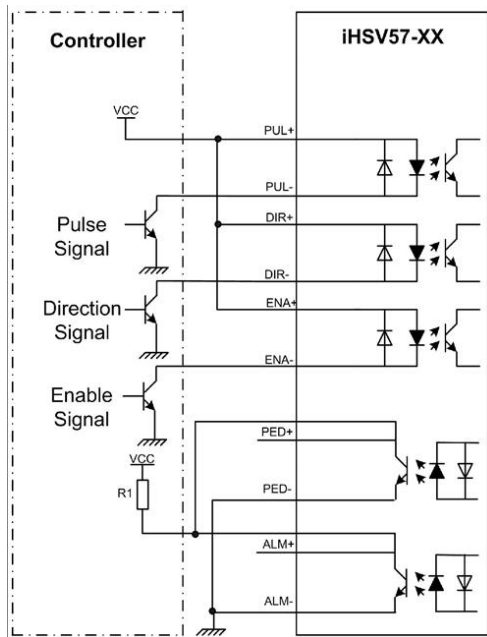 Controller
iHSV57-XX
VCC
PUL+
PUL-
Pulse
Signal
DIR+
DIR-
Direction
Signal
ENA+
ENA-
Enable
Signal
PED+
VCC
R1
PED-
ALM+
ALM-